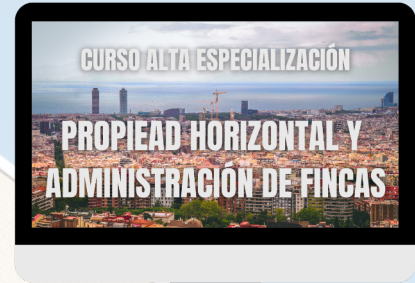 CURSO ALTA ESPECIALIZACIÓN
PROPIEAD HORIZONTAL Y
ADMINISTRACIÓN DE FINCAS